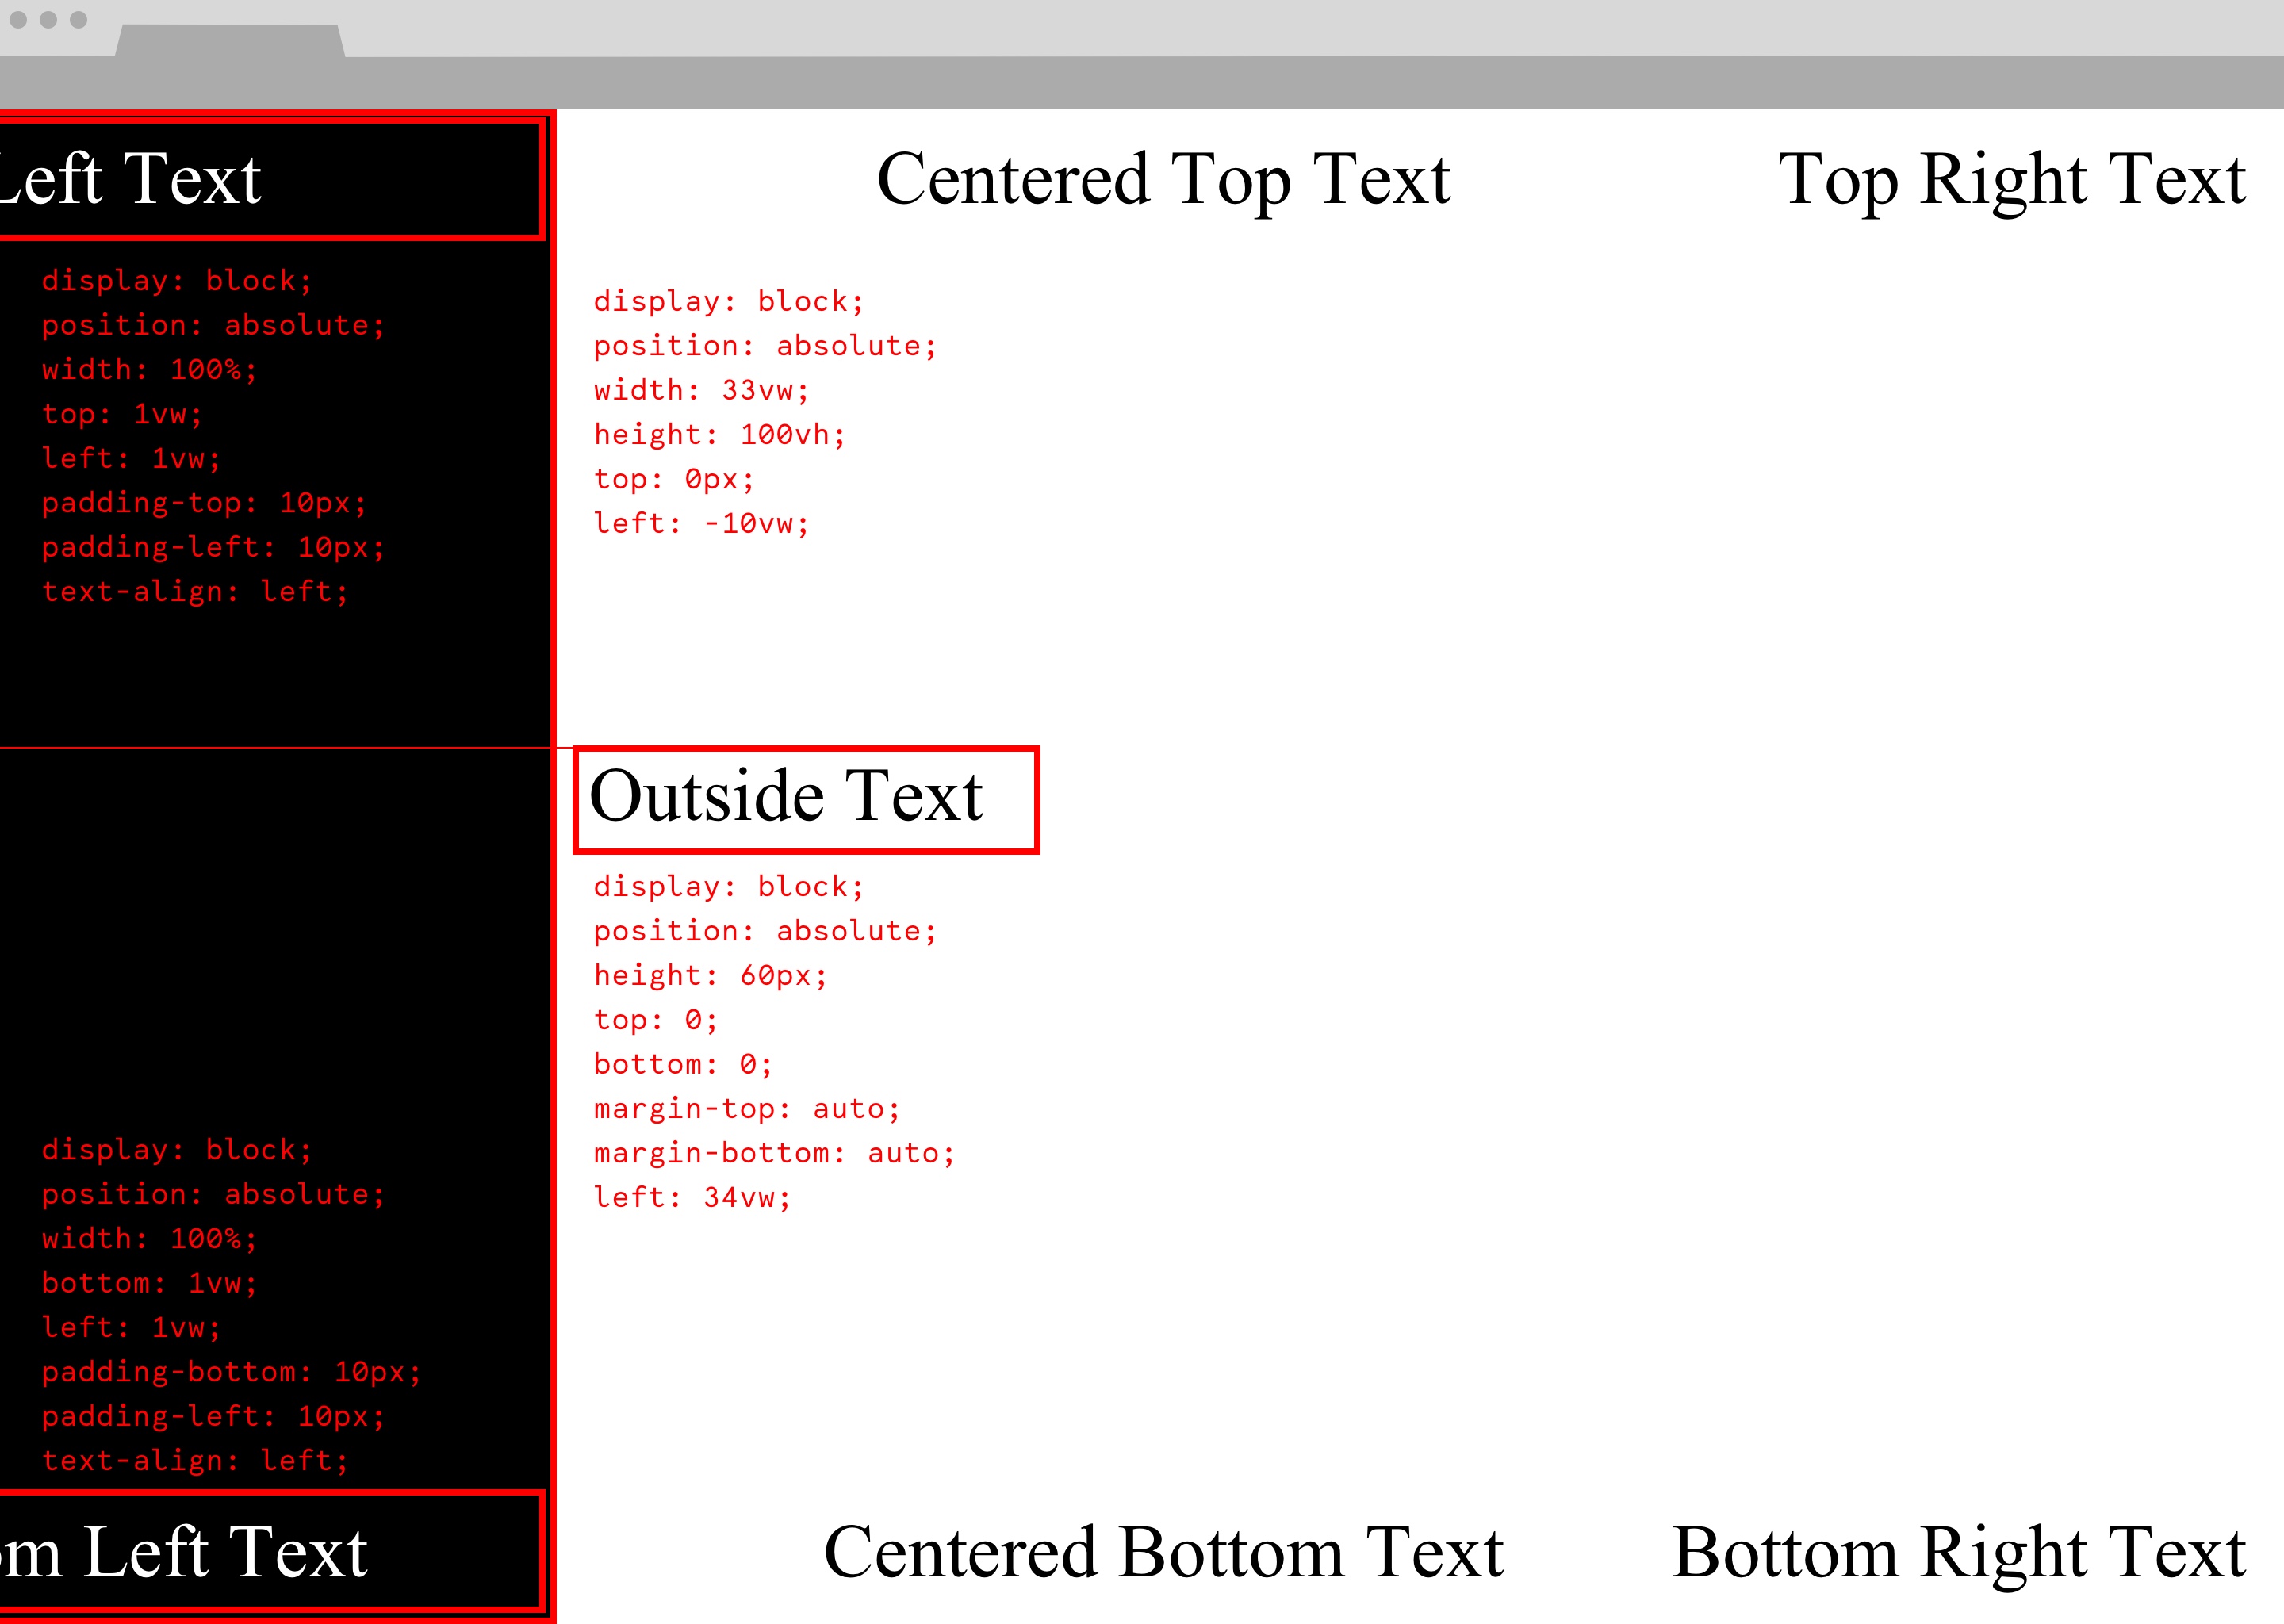 Left Text
display: block;
position: absolute;
width: 100%;
top: 1vw;
left: 1vw;
padding-top: 10px;
padding-left: 10px;
text-align: left;
Centered Top Text
Top Right Text
display: block;
position: absolute;
width: 33vw;
height: 100vh;
top: 0px;
left: -10vw;
Outside Text
display: block;
position: absolute;
height: 60px;
top: 0;
bottom: 0;
margin-top: auto;
margin-bottom: auto;
left: 34vw;
display: block;
position: absolute;
width: 100%;
bottom: 1vw;
left: 1vw;
padding-bottom: 10px;
padding-left: 10px;
text-align: left;
om Left Text
Centered Bottom Text
Bottom Right Text